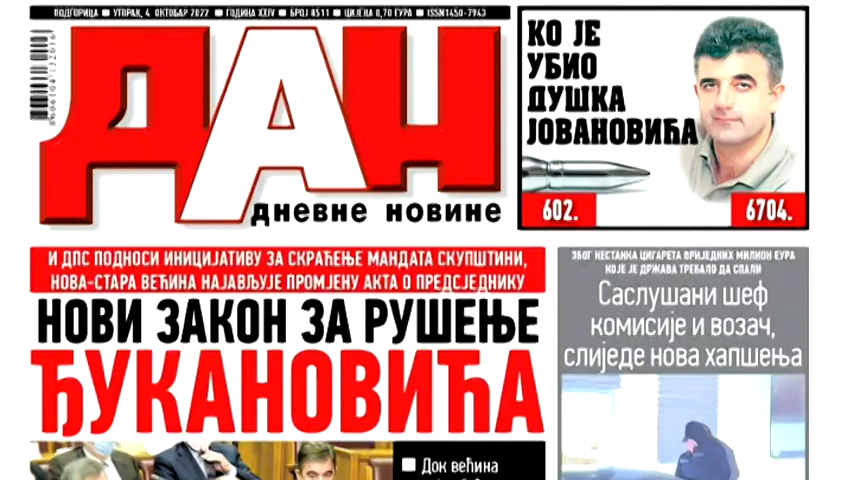 ПОДГОРИЦА ■ УТОРАК, 4. ОКТОБАР 2022 ■ ГОДИНА XXIV ■ БРОЈ 8511 ■ ЦИЈЕНА 0,70 ЕУРА ■ ISSN1450-7943
ДАН
дневне новине
КО ЈЕ
УБИО
ДУШКА
ЈОВАНОВИЋА
602.
6704.
И ДПС ПОДНОСИ ИНИЦИЈАТИВУ ЗА СКРАЋЕЊЕ МАНДАТА СКУПШТИНИ,
НОВА-СТАРА ВЕЋИНА НАЈАВЉУЈЕ ПРОМЈЕНУ АКТА О ПРЕДСЈЕДНИКУ
НОВИ ЗАКОН ЗА РУШЕЊЕ
ЂУКАНОВИЋА
■ Док већина
ЗБОГ НЕСТАНКА ЦИГАРЕТА ВРИЈЕДНИХ МИЛИОН ЕУРА
КОЈЕ ЈЕ ДРЖАВА ТРЕБАЛО ДА СПАЛИ
Саслушани шеф
комисије и возач,
слиједе нова хапшења